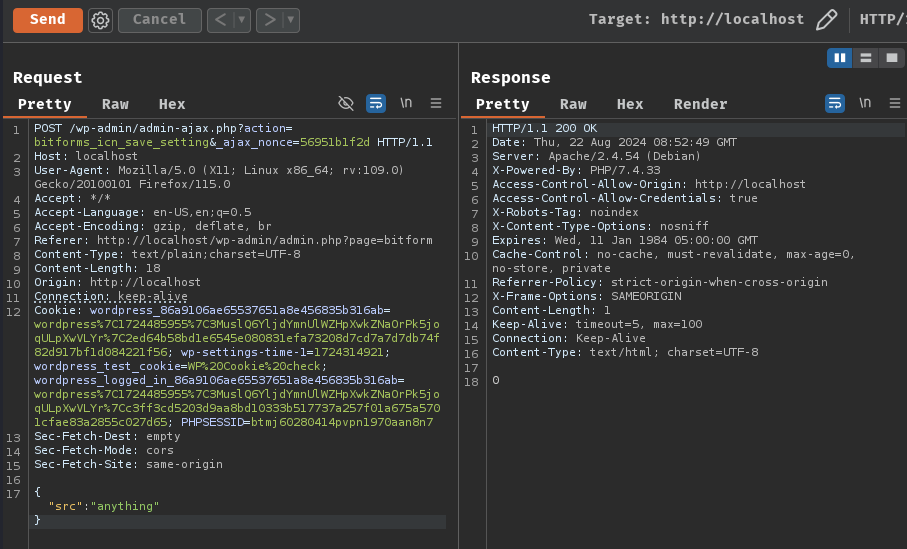 Send Cancel < > Target: http://localhost HTTP/
Request
Pretty Raw Hex \n
1 POST /wp-admin/admin-ajax.php?action=
bitforms_icn_save_setting&_ajax_nonce=56951b1f2d HTTP/1.1
2 Host: localhost
3 User-Agent: Mozilla/5.0 (X11; Linux x86_64; rv:109.0)
Gecko/20100101 Firefox/115.0
4 Accept: */*
5 Accept-Language: en-US,en;q=0.5
6 Accept-Encoding: gzip, deflate, br
7 Referer: http://localhost/wp-admin/admin.php?page=bitform
8 Content-Type: text/plain;charset=UTF-8
9 Content-Length: 18
10 Origin: http://localhost
11 Connection: keep-alive
12 Cookie: wordpress_86a9106ae65537651a8e456835b316ab=
wordpress%7C1724485955%7C3MuslQ6YljdYmnUlWZHpXwkZNaOrPk5jo
qULpXwVLYr%7C2ed64b58bd1e6545e080831efa73208d7cd7a7d7db74f
82d917bf1d084221f56; wp-settings-time-1=1724314921;
wordpress_test_cookie=WP%20Cookie%20check;
wordpress_logged_in_86a9106ae65537651a8e456835b316ab=
wordpress%7C1724485955%7C3MuslQ6YljdYmnUlWZHpXwkZNaOrPk5jo
qULpXwVLYr%7Cc3ff3cd5203d9aa8bd10333b517737a257f01a675a570
1cfae83a2855c027d65; PHPSESSID=btmj60280414pvpn1970aan8n7
13 Sec-Fetch-Dest: empty
14 Sec-Fetch-Mode: cors
15 Sec-Fetch-Site: same-origin
16
17 {
"src":"anything"
}
Response
Pretty Raw Hex Render \n
1 HTTP/1.1 200 OK
2 Date: Thu, 22 Aug 2024 08:52:49 GMT
3 Server: Apache/2.4.54 (Debian)
4 X-Powered-By: PHP/7.4.33
5 Access-Control-Allow-Origin: http://localhost
6 Access-Control-Allow-Credentials: true
7 X-Robots-Tag: noindex
8 X-Content-Type-Options: nosniff
9 Expires: Wed, 11 Jan 1984 05:00:00 GMT
10 Cache-Control: no-cache, must-revalidate, max-age=0,
no-store, private
11 Referrer-Policy: strict-origin-when-cross-origin
12 X-Frame-Options: SAMEORIGIN
13 Content-Length: 1
14 Keep-Alive: timeout=5, max=100
15 Connection: Keep-Alive
16 Content-Type: text/html; charset=UTF-8
17
18 0